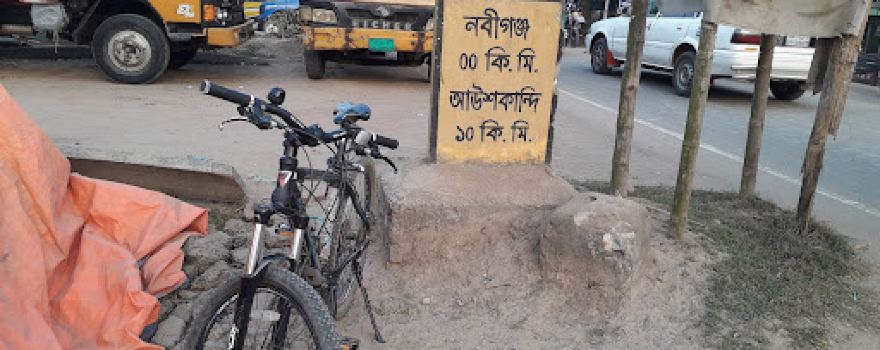 নবীগঞ্জ
০০ কি. মি.
আউশকান্দি
১০ কি. মি.